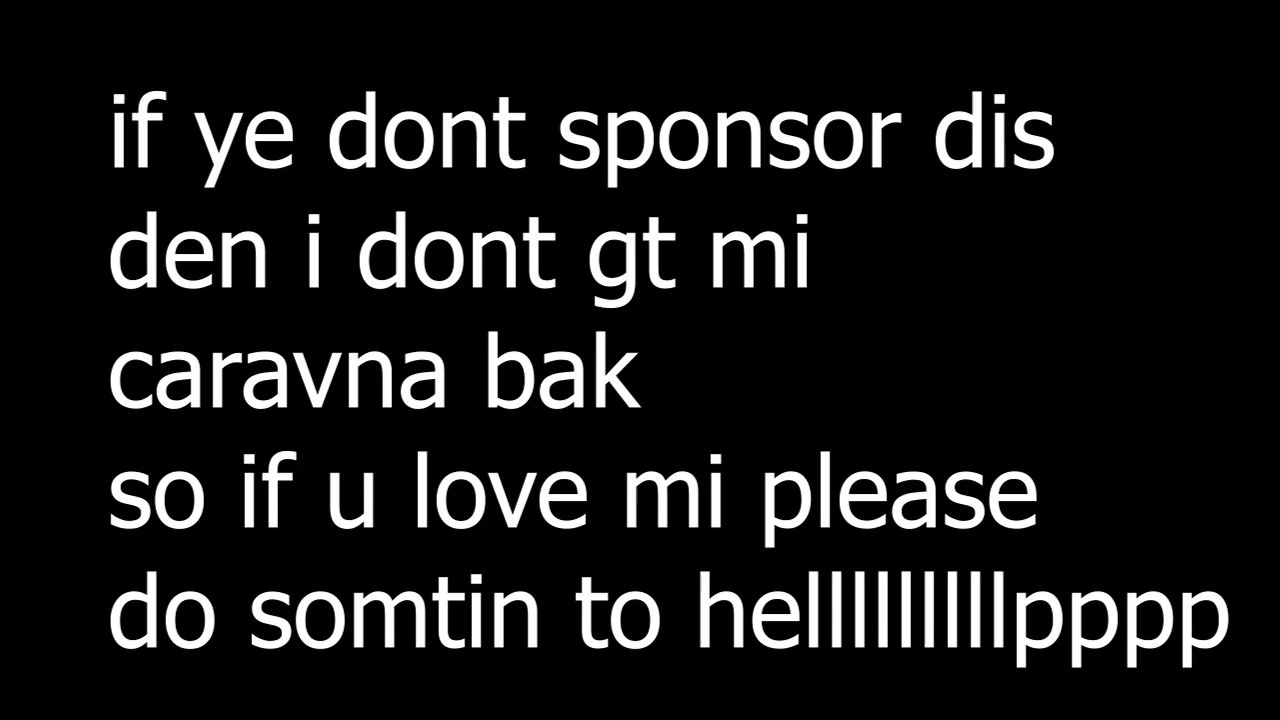 if ye dont sponsor dis
den i dont gt mi
caravna bak
so if u love mi please
do somtin to helllllllllpppp